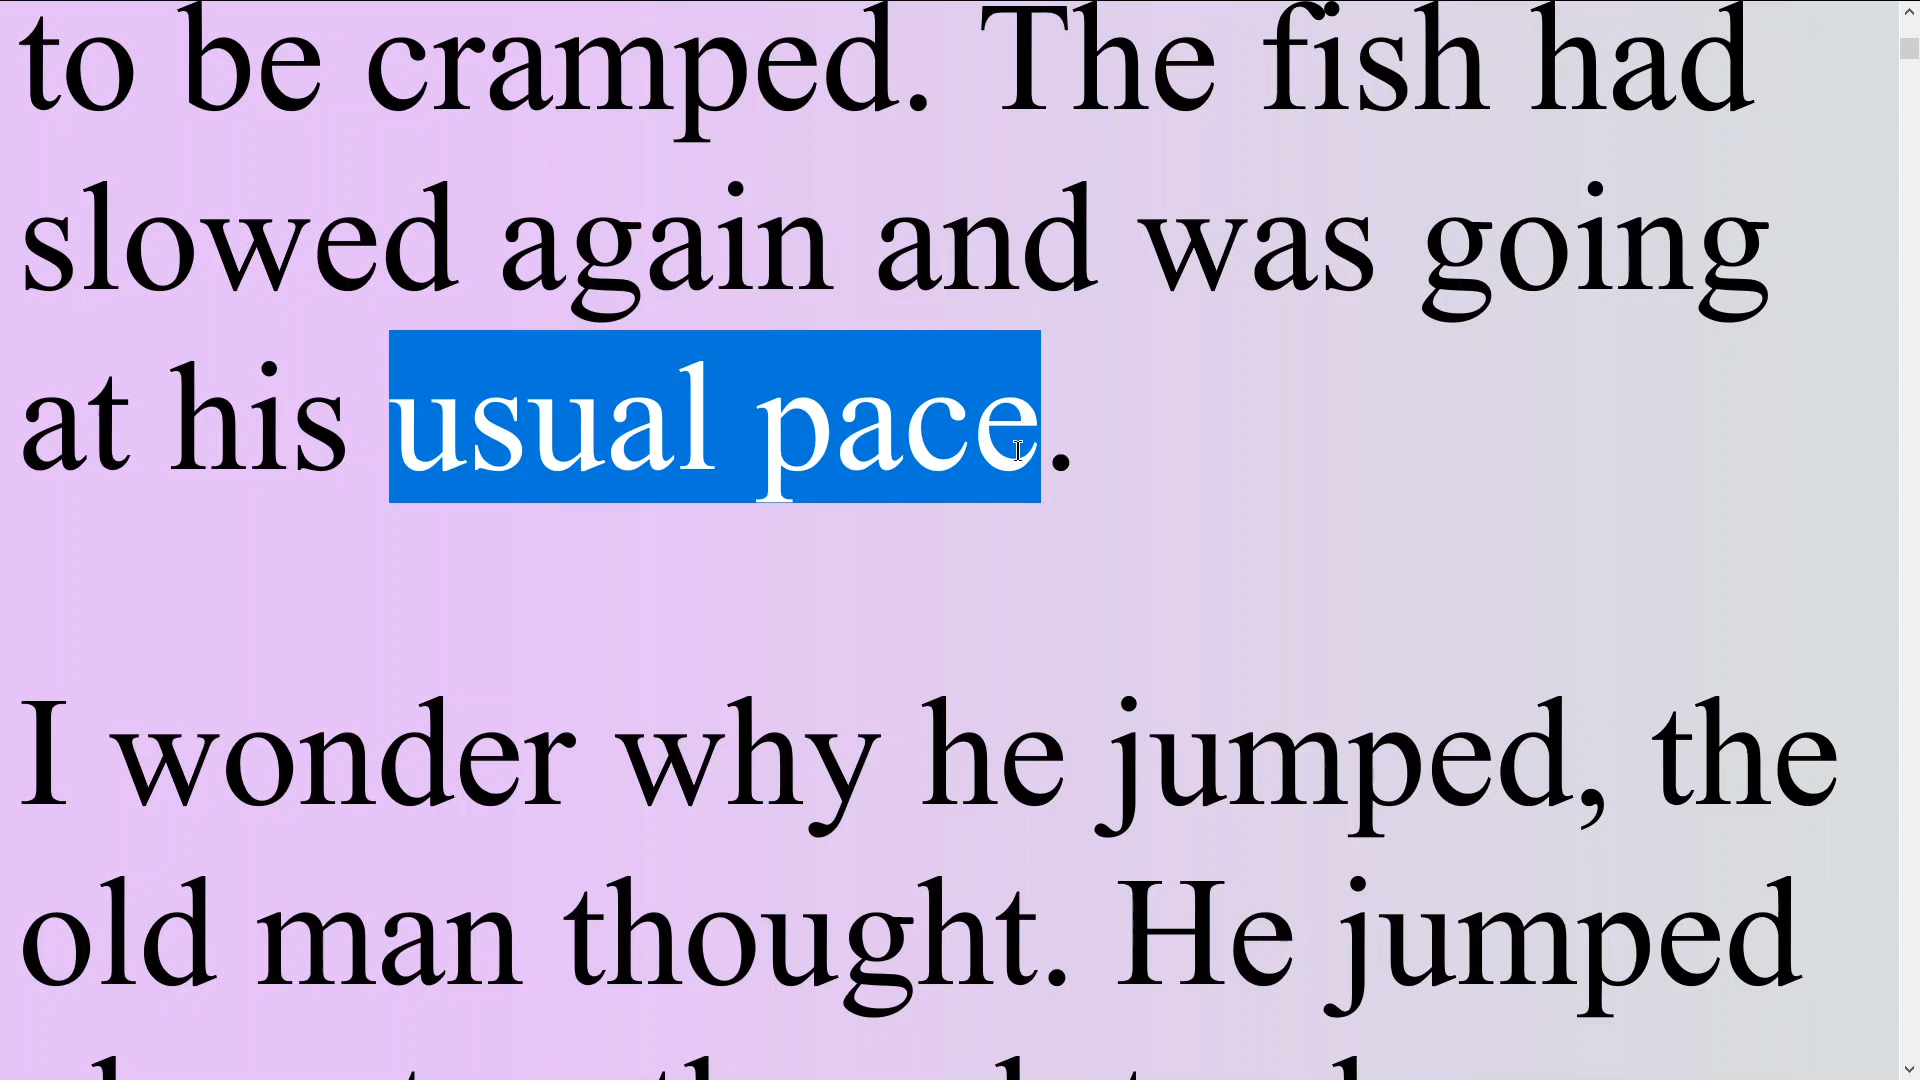 to be cramped. The fish had
slowed again and was going
at his usual pace.
I wonder why he jumped, the
old man thought. He jumped